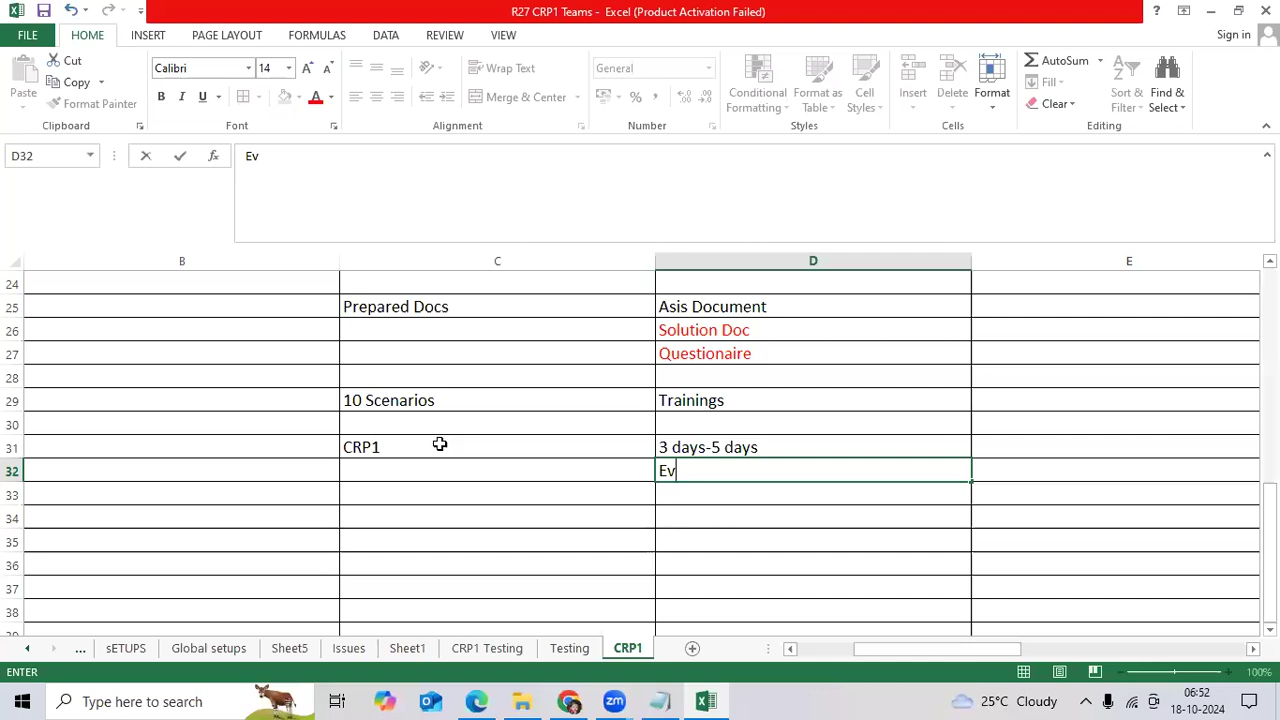 R27 CRP1 Teams - Excel (Product Activation Failed)
FILE HOME INSERT PAGE LAYOUT FORMULAS DATA REVIEW VIEW Sign in
Cut
Copy
Format Painter
Paste
Clipboard
Calibri 14
B I U
Font
Wrap Text
Merge & Center
Alignment
General
Number
Conditional Formatting
Format as Table
Cell Styles
Styles
Insert Delete Format
Cells
AutoSum
Fill
Clear
Sort & Filter
Find & Select
Editing
D32 Ev
B C D E
24
25 Prepared Docs Asis Document
26 Solution Doc
27 Questionaire
28
29 10 Scenarios Trainings
30
31 CRP1 3 days-5 days
32 Ev
33
34
35
36
37
38
... sETUPS Global setups Sheet5 Issues Sheet1 CRP1 Testing Testing CRP1
ENTER 100%
Type here to search 25°C Cloudy 06:52
18-10-2024